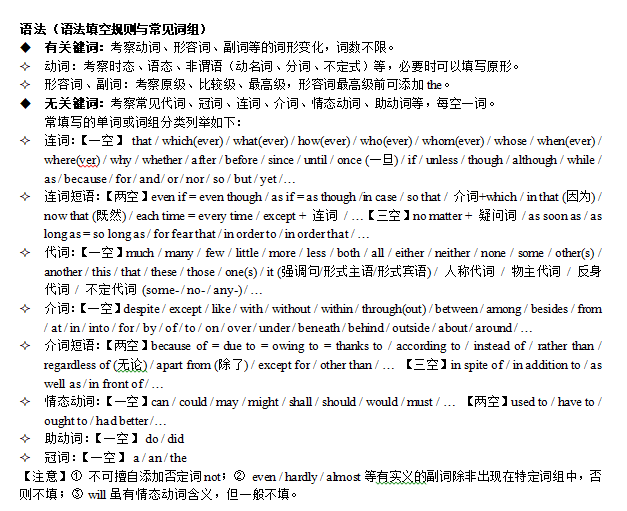 语法（语法填空规则与常见词组）
◆ 有关键词：考察动词、形容词、副词等的词形变化，词数不限。
✧ 动词：考察时态、语态、非谓语（动名词、分词、不定式）等，必要时可以填写原形。
✧ 形容词、副词：考察原级、比较级、最高级，形容词最高级前可添加 the。
◆ 无关键词：考察常见代词、冠词、连词、介词、情态动词、助动词等，每空一词。
常填写的单词或词组分类列举如下：
✧ 连词：【一空】 that / which(ever) / what(ever) / how(ever) / who(ever) / whom(ever) / whose / when(ever) /
where(ver) / why / whether / after / before / since / until / once (一旦) / if / unless / though / although / while /
as / because / for / and/ or / nor / so / but / yet /…
✧ 连词短语：【两空】even if = even though / as if = as though /in case / so that / 介词+which / in that (因为) /
now that (既然) / each time = every time / except + 连词 / …【三空】no matter + 疑问词 / as soon as / as
long as = so long as / for fear that / in order to / in order that / …
✧ 代词：【一空】much / many / few / little / more / less / both / all / either / neither / none / some / other(s) /
another / this / that / these / those / one(s) / it (强调句/形式主语/形式宾语) / 人称代词 / 物主代词 / 反身
代词 / 不定代词 (some- / no- / any-) / …
✧ 介词：【一空】despite / except / like / with / without / within / through(out) / between / among / besides / from
/ at / in / into / for / by / of / to / on / over / under / beneath / behind / outside / about / around / …
✧ 介词短语：【两空】because of = due to = owing to = thanks to / according to / instead of / rather than /
regardless of (无论) / apart from (除了) / except for / other than / … 【三空】in spite of / in addition to / as
well as / in front of / …
✧ 情态动词：【一空】can / could / may / might / shall / should / would / must / … 【两空】used to / have to /
ought to / had better /…
✧ 助动词：【一空】 do / did
✧ 冠词：【一空】 a / an / the
【注意】① 不可擅自添加否定词 not；② even / hardly / almost 等有实义的副词除非出现在特定词组中，否
则不填；③ will 虽有情态动词含义，但一般不填。